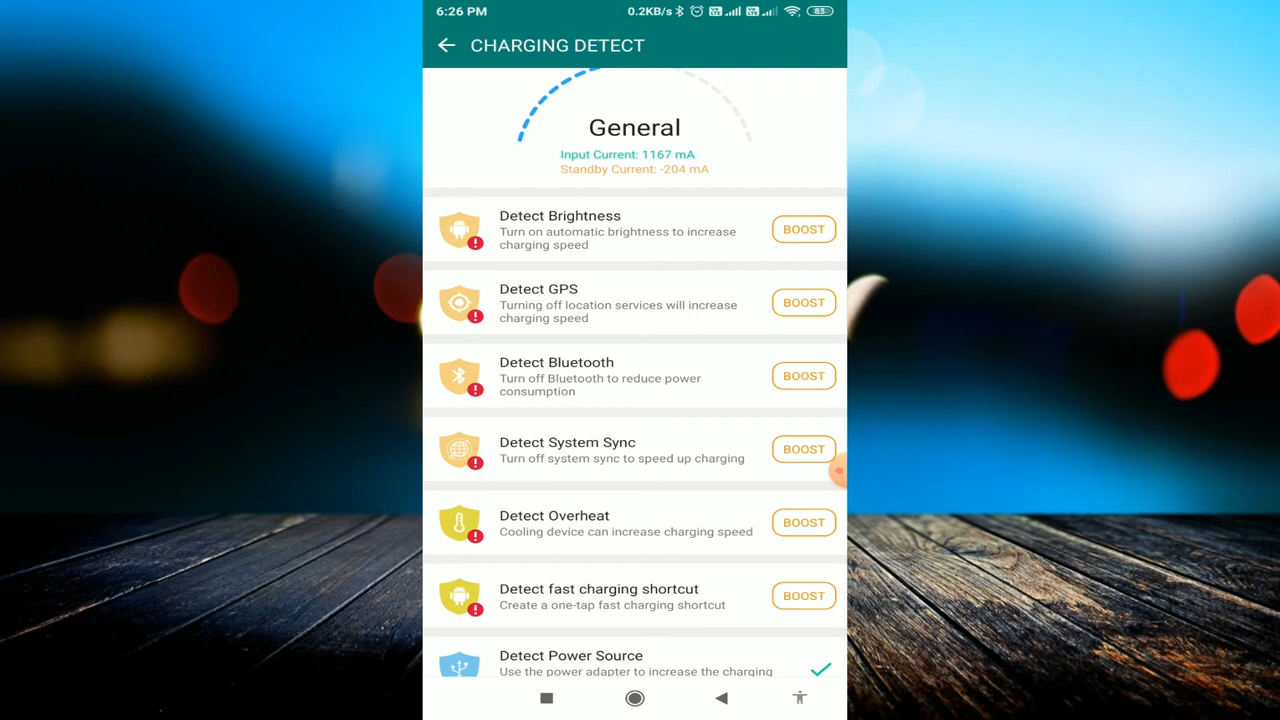 6:26 PM 0.2KB/s 83
CHARGING DETECT
General
Input Current: 1167 mA
Standby Current: -204 mA
Detect Brightness
Turn on automatic brightness to increase
charging speed
BOOST
Detect GPS
Turning off location services will increase
charging speed
BOOST
Detect Bluetooth
Turn off Bluetooth to reduce power
consumption
BOOST
Detect System Sync
Turn off system sync to speed up charging
BOOST
Detect Overheat
Cooling device can increase charging speed
BOOST
Detect fast charging shortcut
Create a one-tap fast charging shortcut
BOOST
Detect Power Source
Use the power adapter to increase the charging